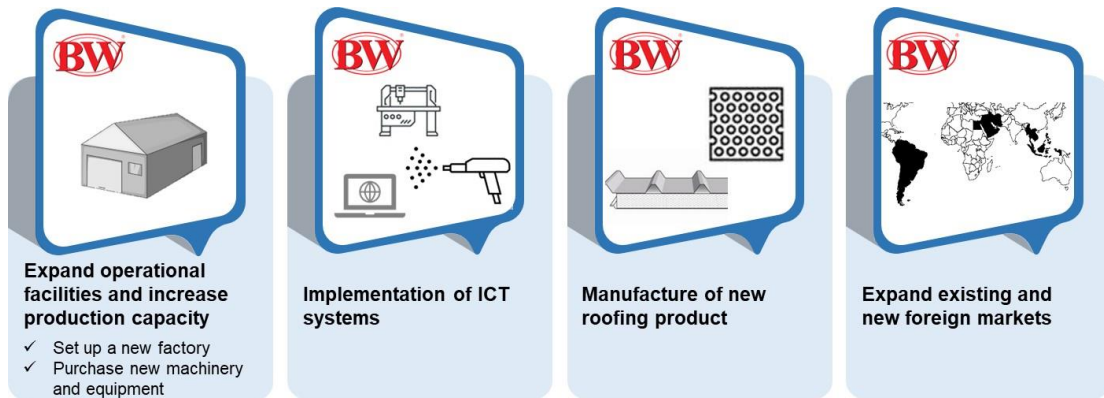 BW
Expand operational
facilities and increase
production capacity
✓ Set up a new factory
✓ Purchase new machinery
and equipment
BW
Implementation of ICT
systems
BW
Manufacture of new
roofing product
BW
Expand existing and
new foreign markets